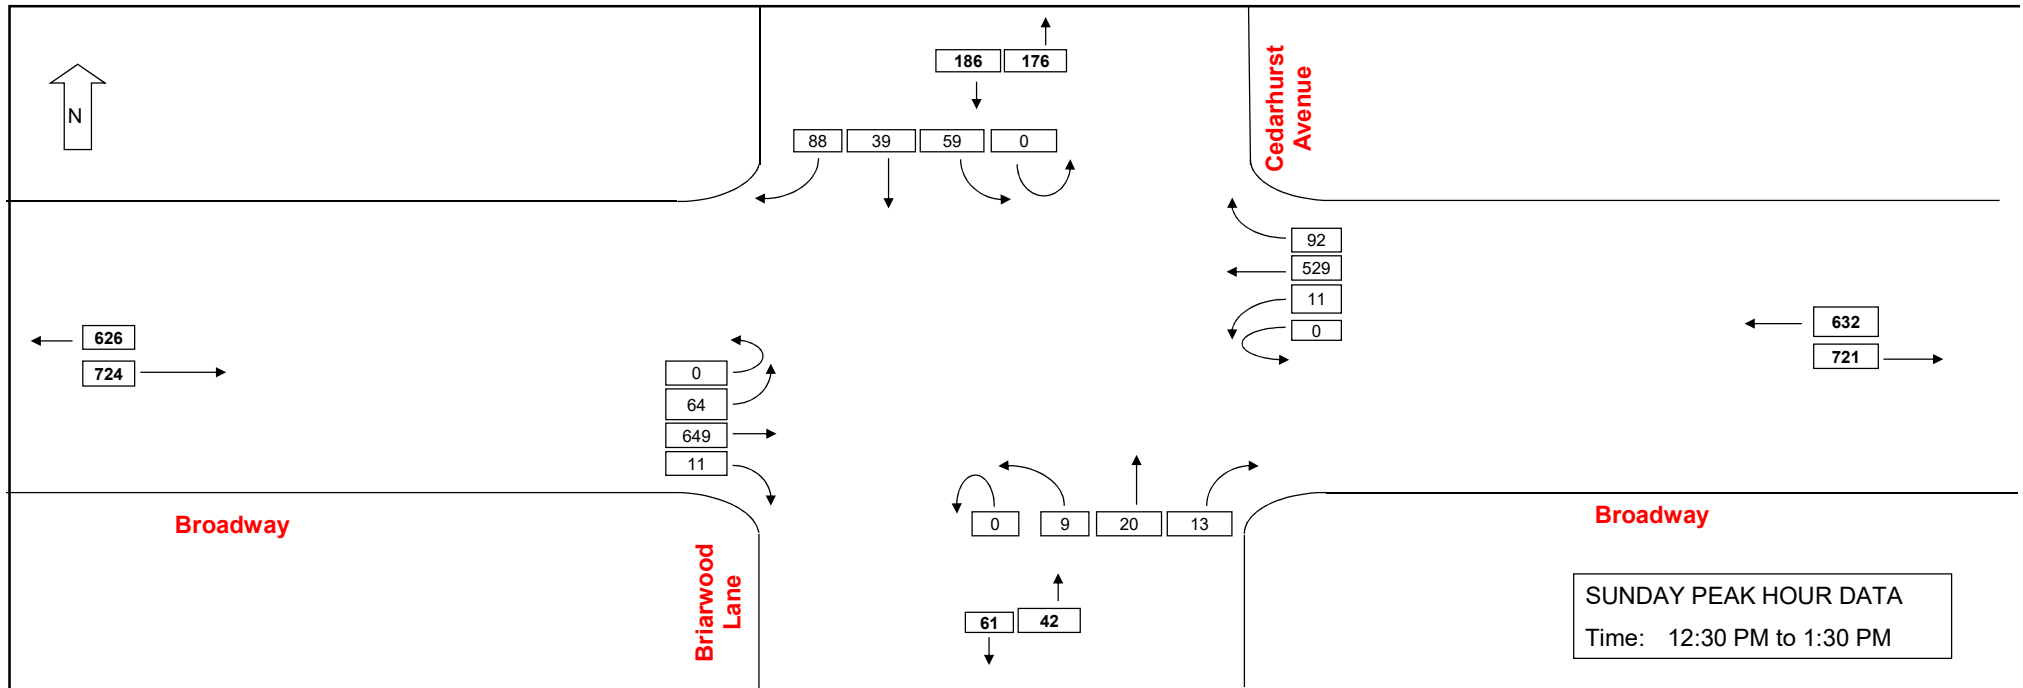 186 176
N
88 39 59 0
Cedarhurst
Avenue
92
529
11
0
626
724
632
721
0
64
649
11
0 9 20 13
Broadway
Broadway
Briarwood
Lane
61 42
SUNDAY PEAK HOUR DATA
Time: 12:30 PM to 1:30 PM